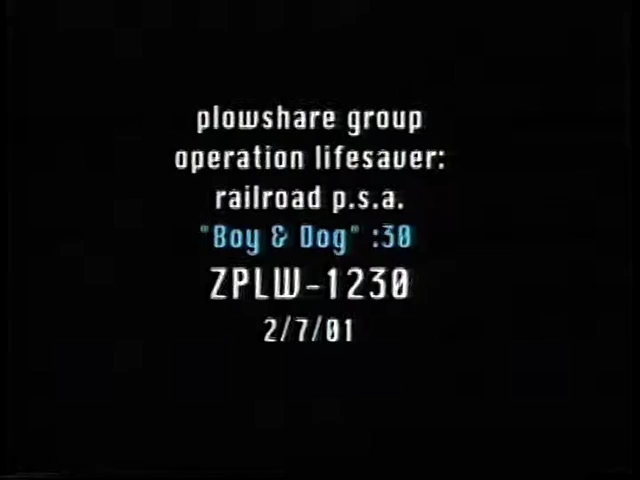 plowshare group
operation lifesaver:
railroad p.s.a.
"Boy & Dog" :30
ZPLW-1230
2/7/01